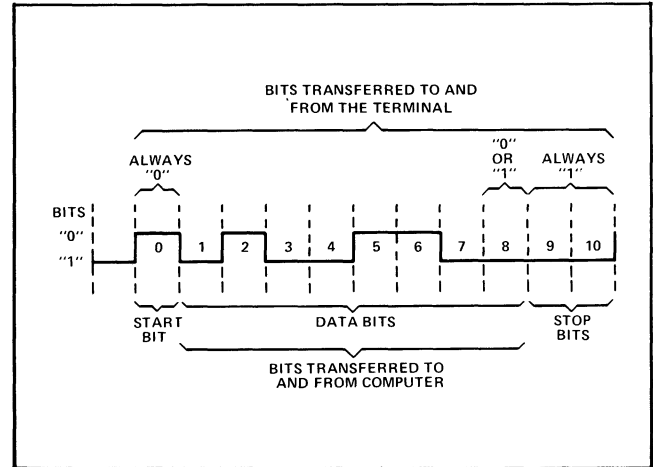 BITS TRANSFERRED TO AND
FROM THE TERMINAL
ALWAYS
"0"
"0"
OR
"1"
ALWAYS
"1"
BITS
"0"
"1"
0 1 2 3 4 5 6 7 8 9 10
START
BIT
DATA BITS
STOP
BITS
BITS TRANSFERRED TO
AND FROM COMPUTER